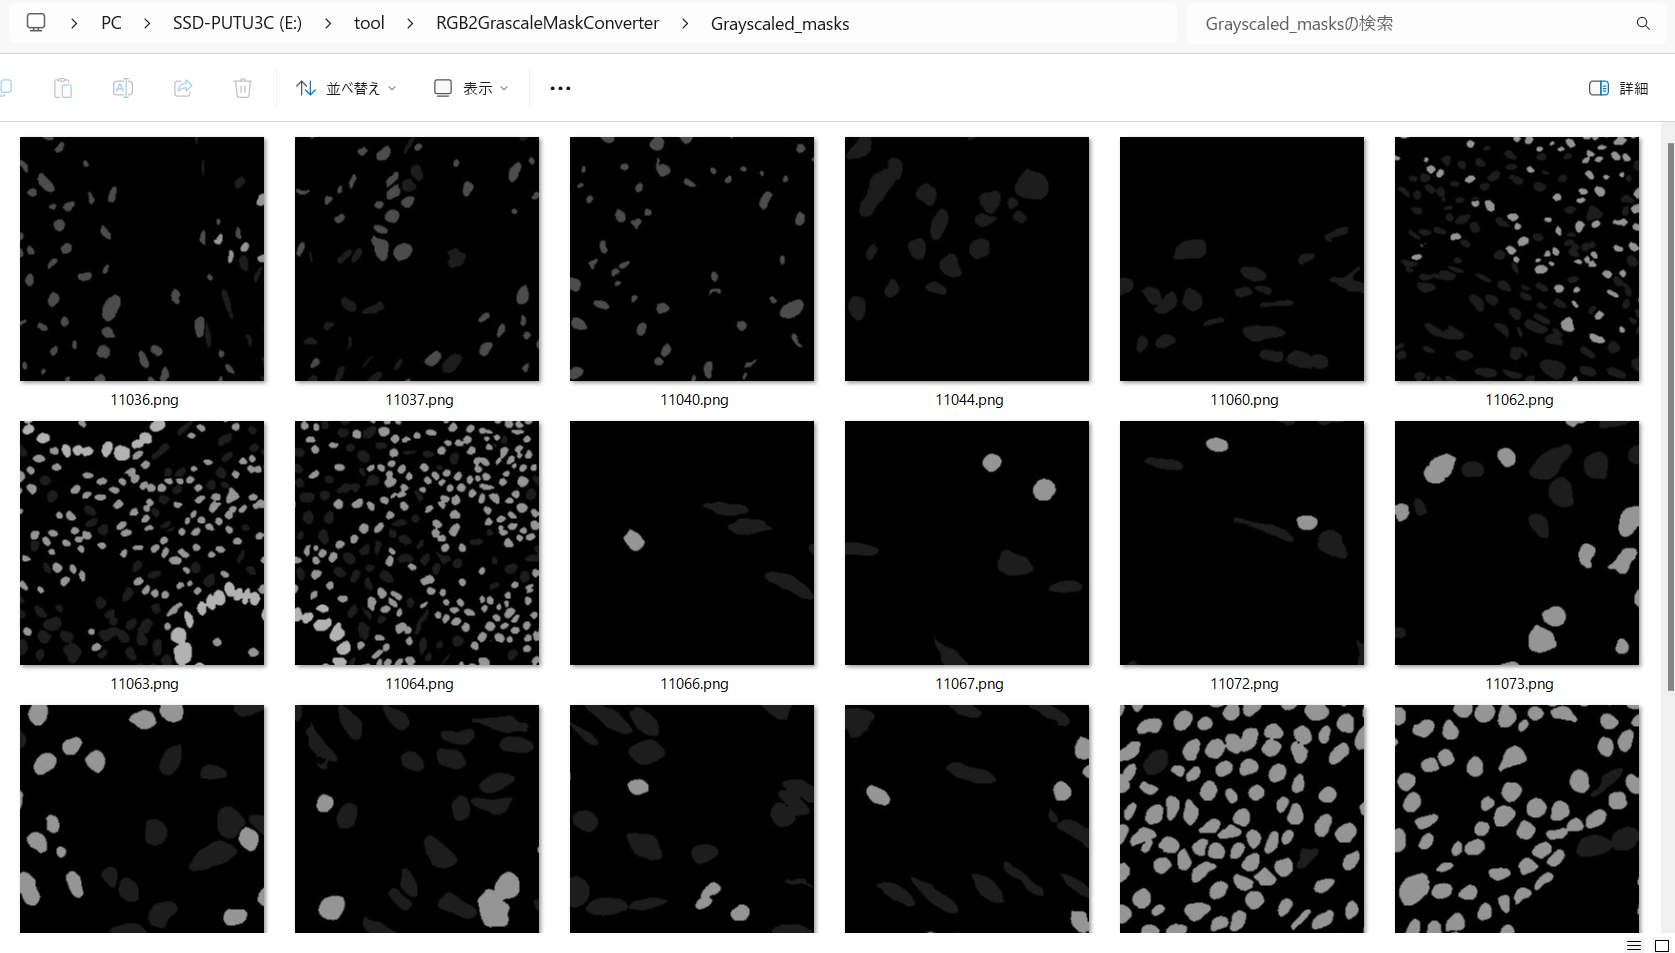 PC > SSD-PUTU3C (E:) > tool > RGB2GrascaleMaskConverter > Grayscaled_masks
Grayscaled_masksの検索
並べ替え 表示 ... 詳細
11036.png 11037.png 11040.png 11044.png 11060.png 11062.png
11063.png 11064.png 11066.png 11067.png 11072.png 11073.png